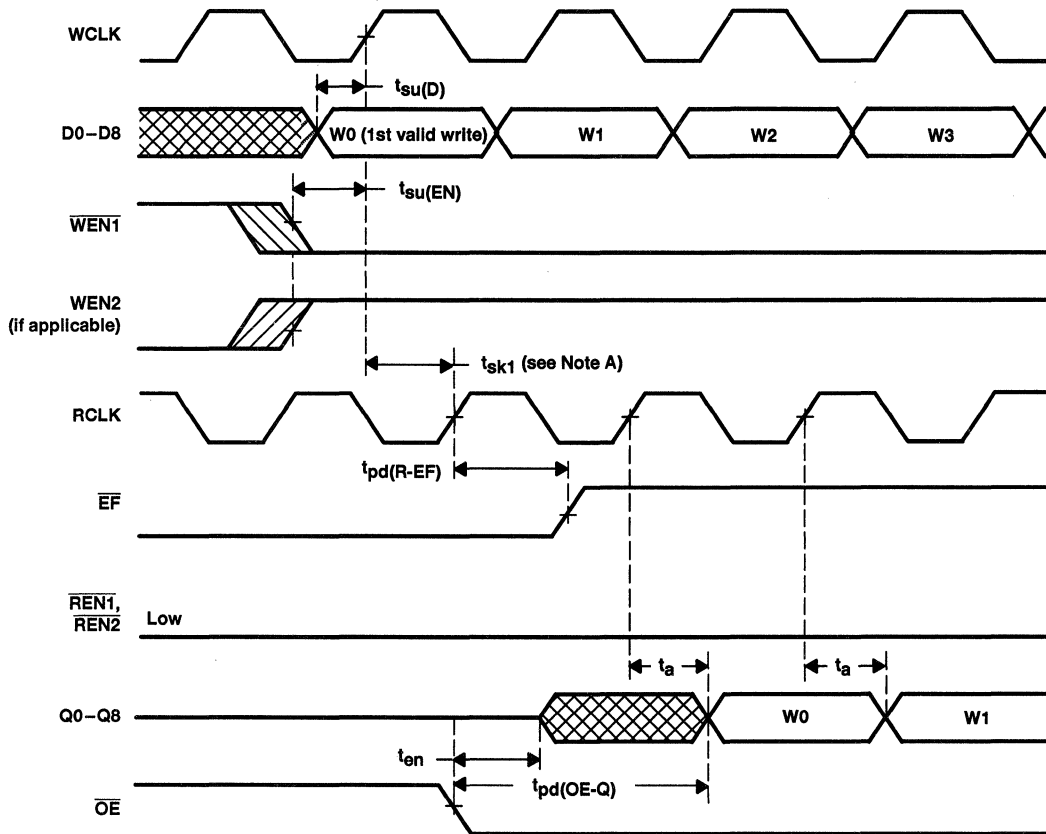 WCLK
tsu(D)
D0–D8
W0 (1st valid write)
W1
W2
W3
tsu(EN)
WEN1
WEN2
(if applicable)
tsk1 (see Note A)
RCLK
tpd(R-EF)
EF
REN1,
REN2
Low
ta
ta
Q0–Q8
W0
W1
ten
tpd(OE-Q)
OE